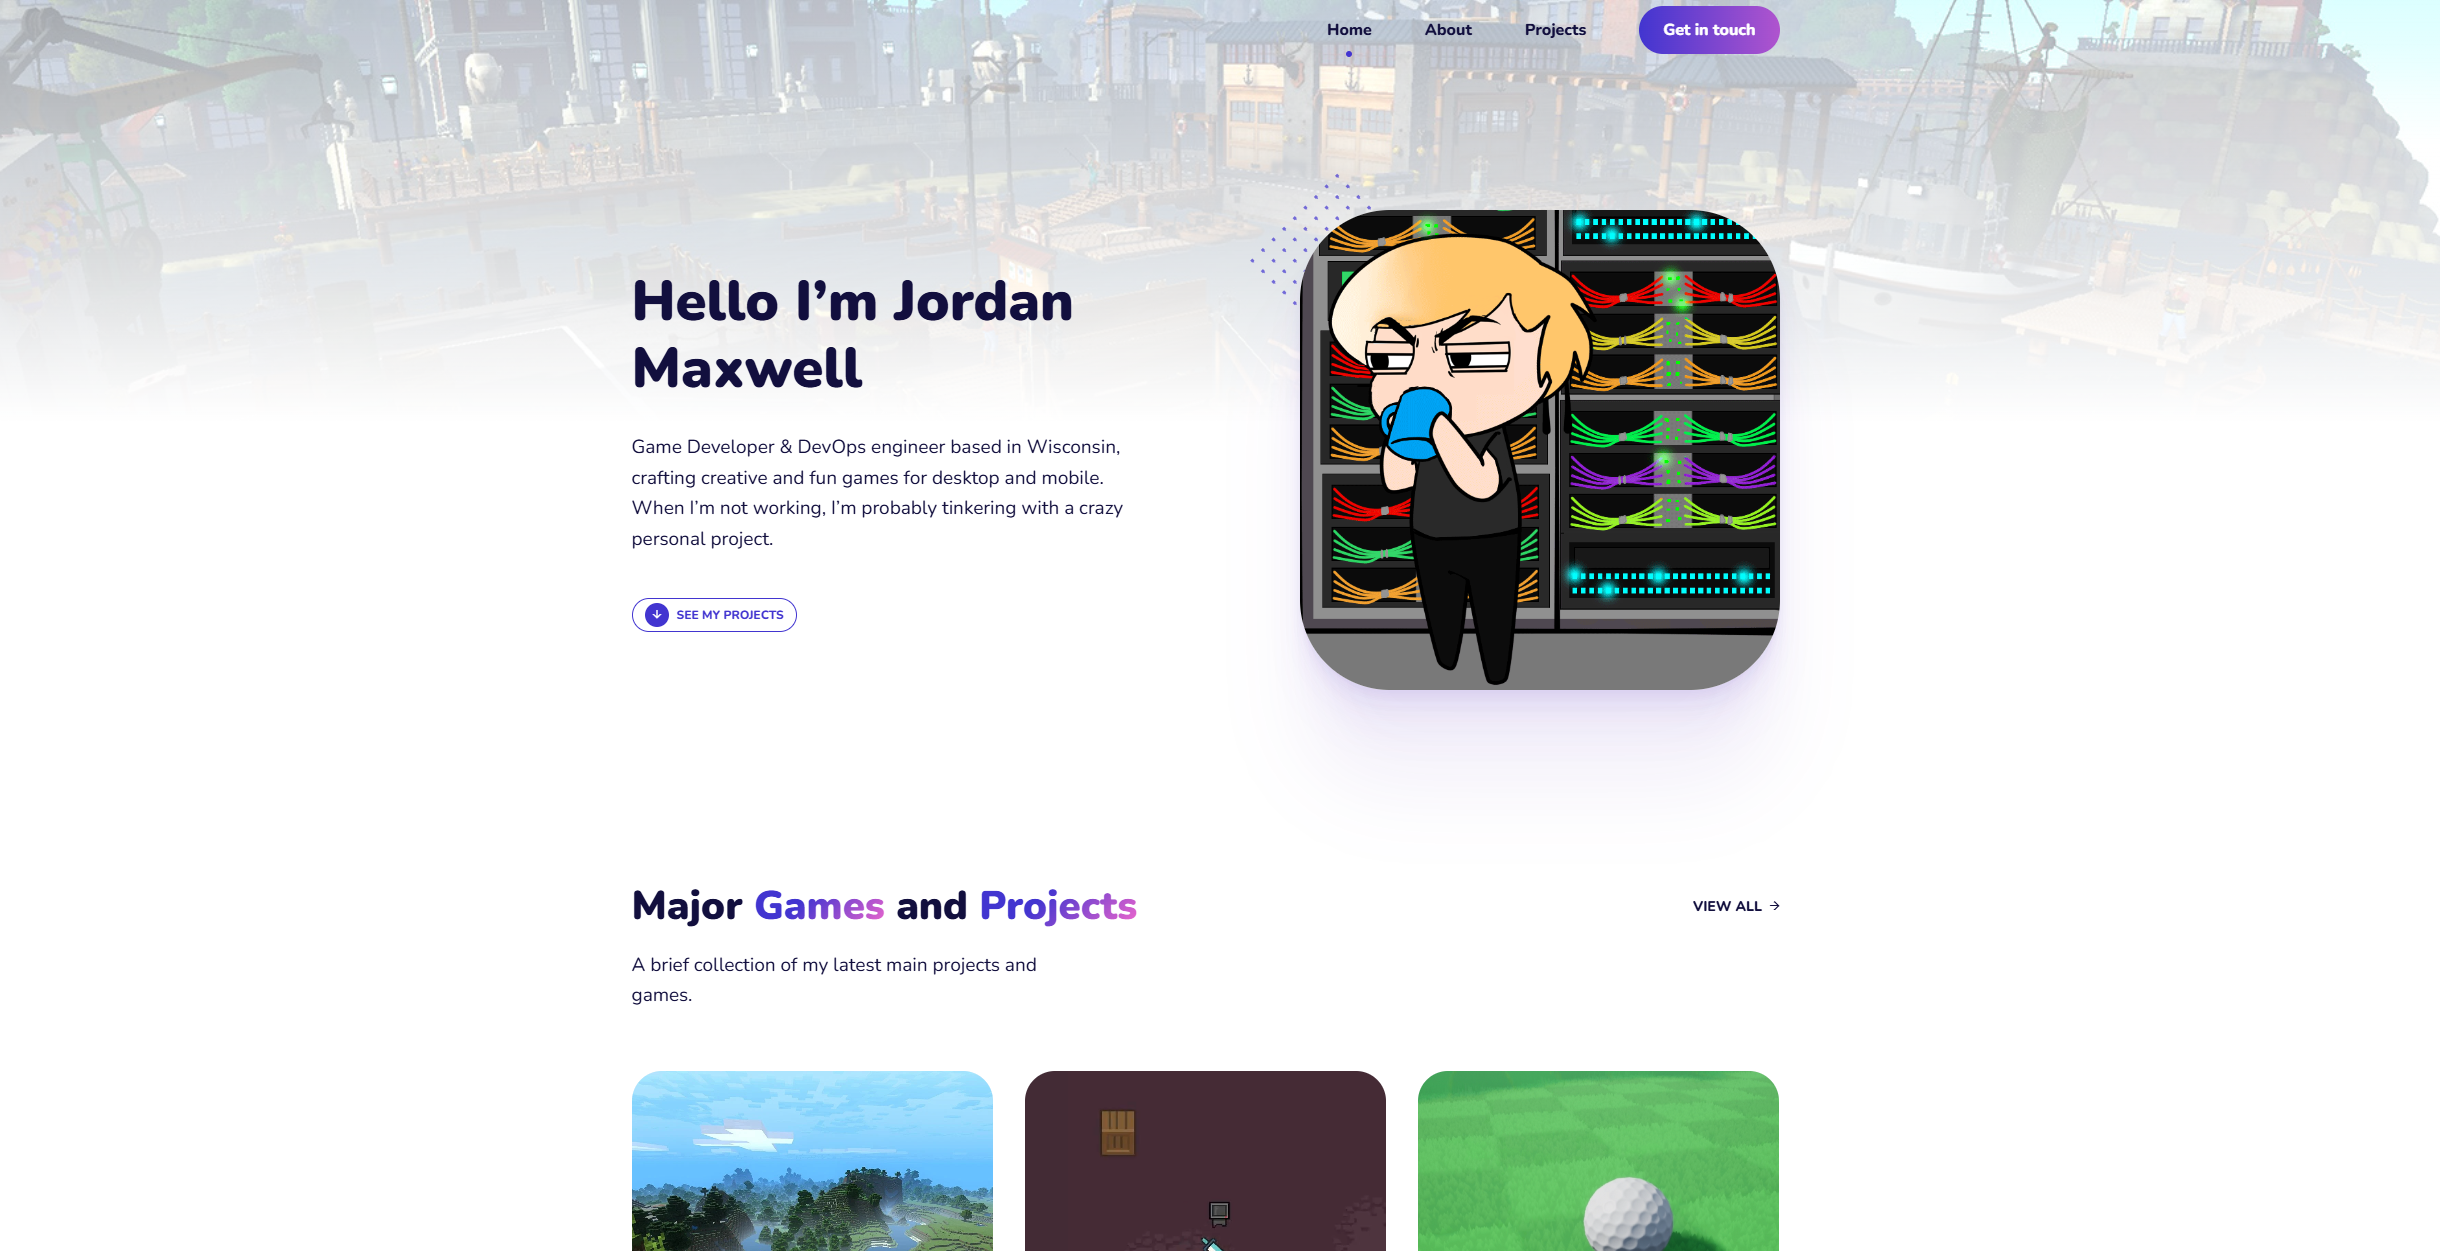 Home About Projects Get in touch
Hello I’m Jordan
Maxwell
Game Developer & DevOps engineer based in Wisconsin,
crafting creative and fun games for desktop and mobile.
When I’m not working, I’m probably tinkering with a crazy
personal project.
SEE MY PROJECTS
Major Games and Projects
VIEW ALL
A brief collection of my latest main projects and
games.